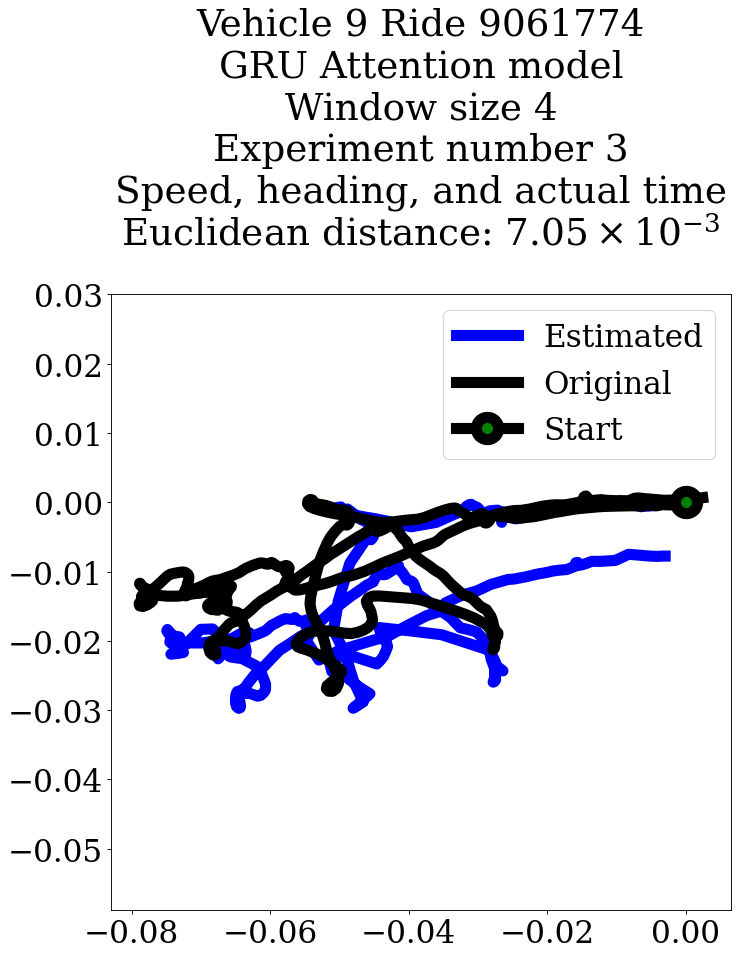 Vehicle 9 Ride 9061774
GRU Attention model
Window size 4
Experiment number 3
Speed, heading, and actual time
Euclidean distance: 7.05 × 10⁻³
Estimated
Original
Start
0.03
0.02
0.01
0.00
−0.01
−0.02
−0.03
−0.04
−0.05
−0.08 −0.06 −0.04 −0.02 0.00